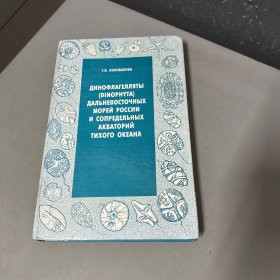 Г.В. КОНОВАЛОВА
ДИНОФЛАГЕЛЛЯТЫ
(DINOPHYTA)
ДАЛЬНЕВОСТОЧНЫХ
МОРЕЙ РОССИИ
И СОПРЕДЕЛЬНЫХ
АКВАТОРИЙ
ТИХОГО ОКЕАНА